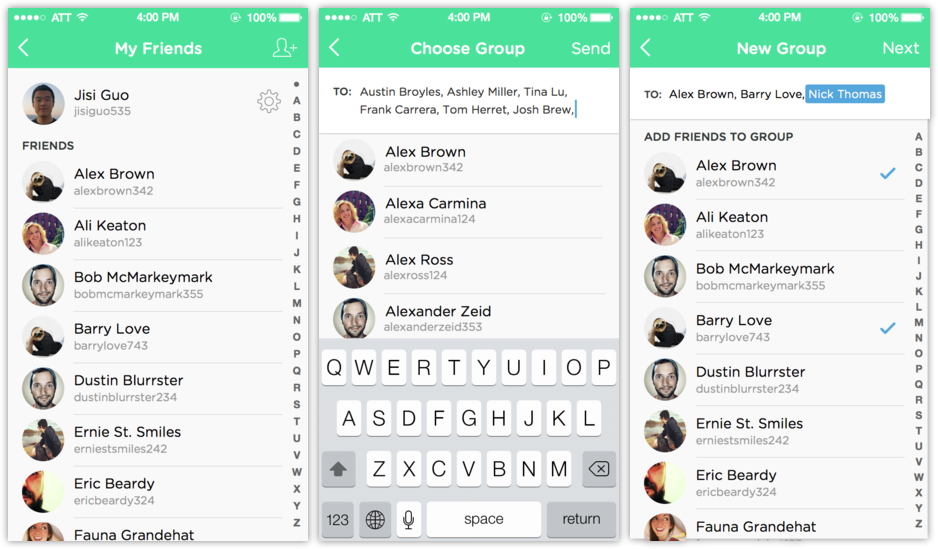 ATT 4:00 PM 100%
My Friends
Jisi Guo
jisiguo535
FRIENDS
Alex Brown
alexbrown342
Ali Keaton
alikeaton123
Bob McMarkeymark
bobmcmarkeymark355
Barry Love
barrylove743
Dustin Blurrster
dustinblurrster234
Ernie St. Smiles
erniestsmiles242
Eric Beardy
ericbeardy324
Fauna Grandehat
A
B
C
D
E
F
G
H
I
J
K
L
M
N
O
P
Q
R
S
T
U
V
W
X
Y
Z
ATT 4:00 PM 100%
Choose Group Send
TO: Austin Broyles, Ashley Miller, Tina Lu,
Frank Carrera, Tom Herret, Josh Brew,
Alex Brown
alexbrown342
Alexa Carmina
alexacarmina124
Alex Ross
alexross124
Alexander Zeid
alexanderzeid353
Q W E R T Y U I O P
A S D F G H J K L
Z X C V B N M
123 space return
ATT 4:00 PM 100%
New Group Next
TO: Alex Brown, Barry Love, Nick Thomas
ADD FRIENDS TO GROUP
Alex Brown
alexbrown342
Ali Keaton
alikeaton123
Bob McMarkeymark
bobmcmarkeymark355
Barry Love
barrylove743
Dustin Blurrster
dustinblurrster234
Ernie St. Smiles
erniestsmiles242
Eric Beardy
ericbeardy324
Fauna Grandehat
A
B
C
D
E
F
G
H
I
J
K
L
M
N
O
P
Q
R
S
T
U
V
W
X
Y
Z